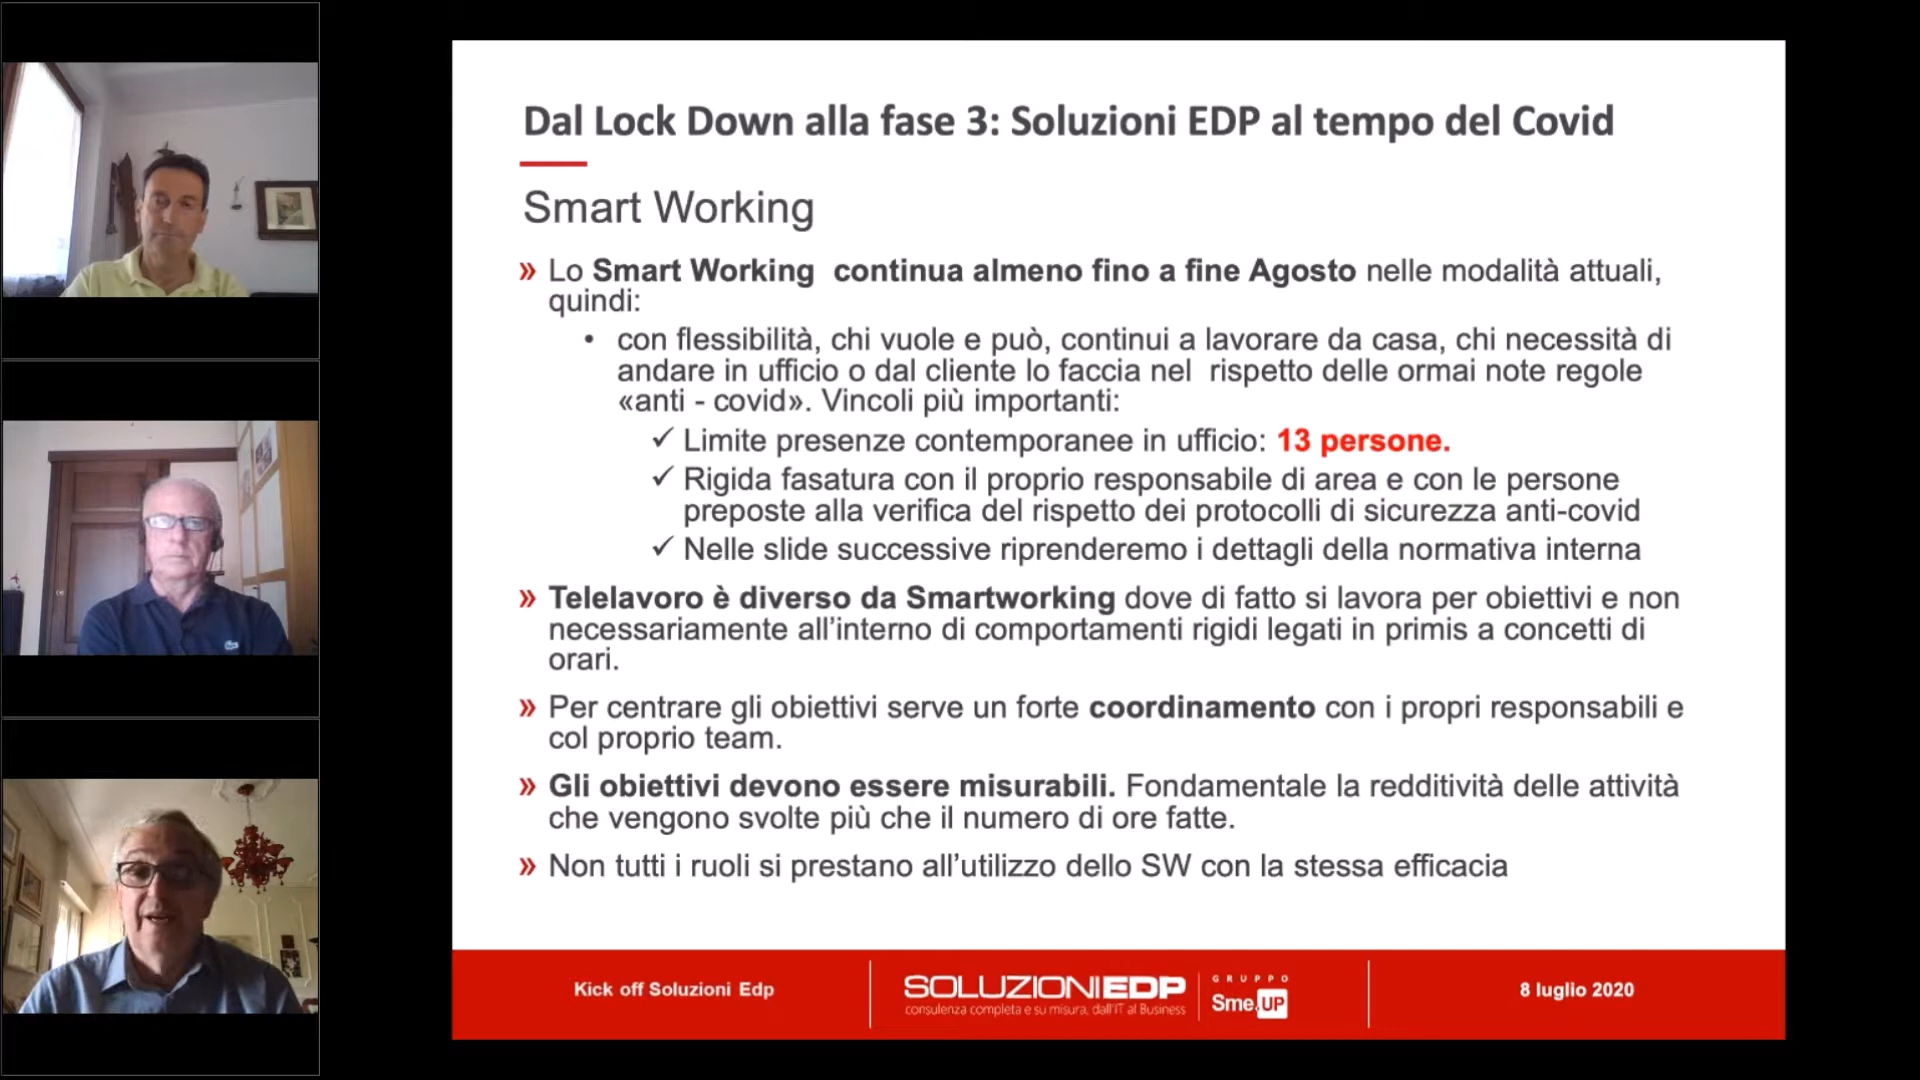 Dal Lock Down alla fase 3: Soluzioni EDP al tempo del Covid
Smart Working
» Lo Smart Working continua almeno fino a fine Agosto nelle modalità attuali,
quindi:
• con flessibilità, chi vuole e può, continui a lavorare da casa, chi necessità di
andare in ufficio o dal cliente lo faccia nel rispetto delle ormai note regole
«anti - covid». Vincoli più importanti:
✓ Limite presenze contemporanee in ufficio: 13 persone.
✓ Rigida fasatura con il proprio responsabile di area e con le persone
preposte alla verifica del rispetto dei protocolli di sicurezza anti-covid
✓ Nelle slide successive riprenderemo i dettagli della normativa interna
» Telelavoro è diverso da Smartworking dove di fatto si lavora per obiettivi e non
necessariamente all’interno di comportamenti rigidi legati in primis a concetti di
orari.
» Per centrare gli obiettivi serve un forte coordinamento con i propri responsabili e
col proprio team.
» Gli obiettivi devono essere misurabili. Fondamentale la redditività delle attività
che vengono svolte più che il numero di ore fatte.
» Non tutti i ruoli si prestano all’utilizzo dello SW con la stessa efficacia
Kick off Soluzioni Edp
SOLUZIONIEDP
consulenza completa e su misura, dall'IT al Business
GRUPPO
Sme.UP
8 luglio 2020